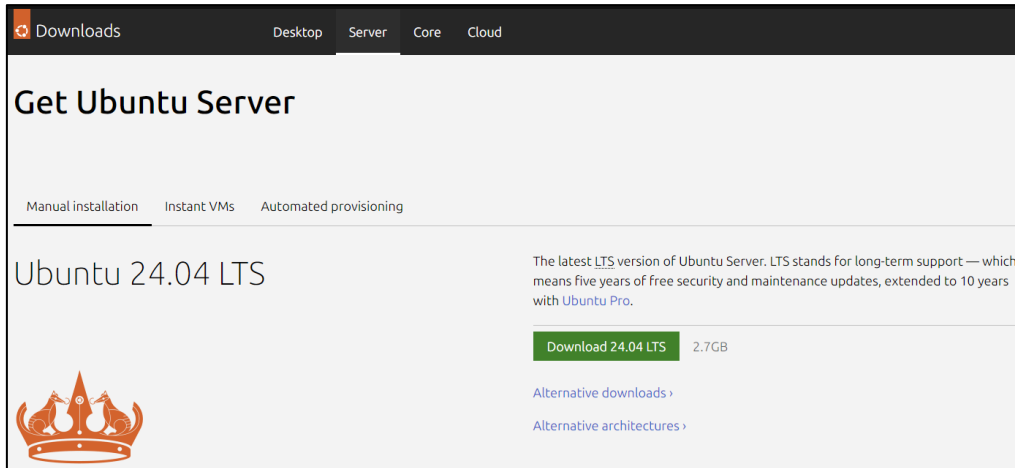 Downloads
Desktop
Server
Core
Cloud
Get Ubuntu Server
Manual installation
Instant VMs
Automated provisioning
Ubuntu 24.04 LTS
The latest LTS version of Ubuntu Server. LTS stands for long-term support — which
means five years of free security and maintenance updates, extended to 10 years
with Ubuntu Pro.
Download 24.04 LTS
2.7GB
Alternative downloads ›
Alternative architectures ›